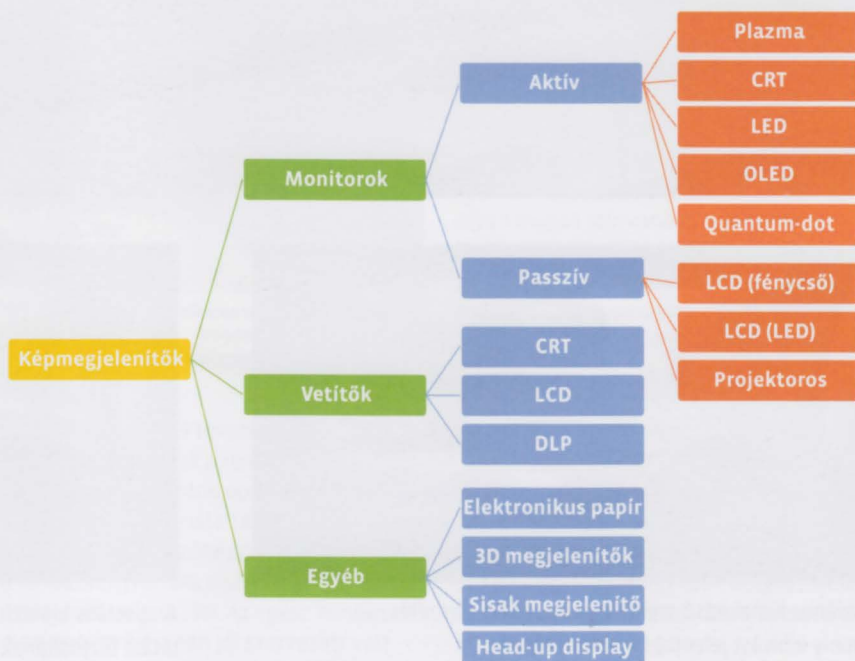 Képmegjelenítők
Monitorok
Aktív
Plazma
CRT
LED
OLED
Quantum-dot
Passzív
LCD (fénycső)
LCD (LED)
Projektoros
Vetítők
CRT
LCD
DLP
Egyéb
Elektronikus papír
3D megjelenítők
Sisak megjelenítő
Head-up display